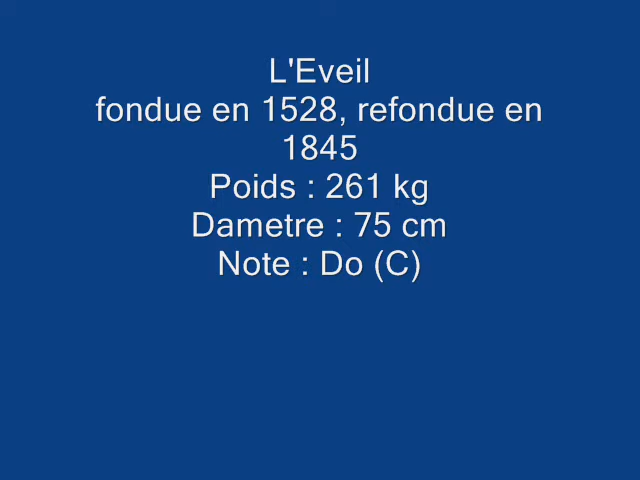 L'Eveil
fondue en 1528, refondue en
1845
Poids : 261 kg
Dametre : 75 cm
Note : Do (C)